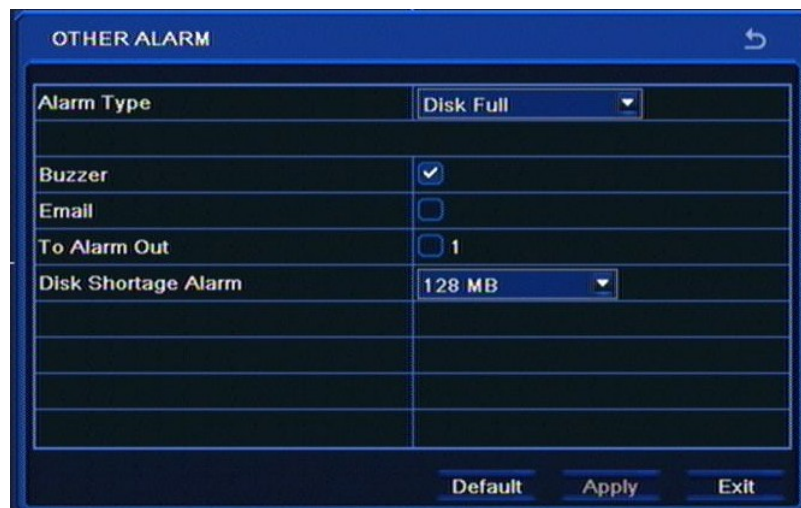 OTHER ALARM
Alarm Type Disk Full
Buzzer
Email
To Alarm Out 1
Disk Shortage Alarm 128 MB
Default Apply Exit